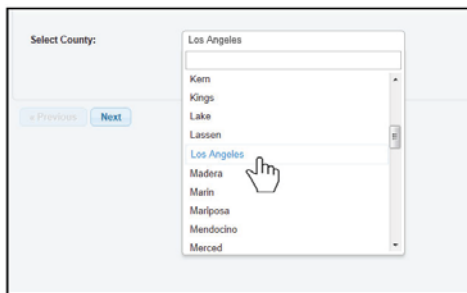 Select County:
Los Angeles
Kern
Kings
Lake
Lassen
Los Angeles
Madera
Marin
Mariposa
Mendocino
Merced
« Previous
Next